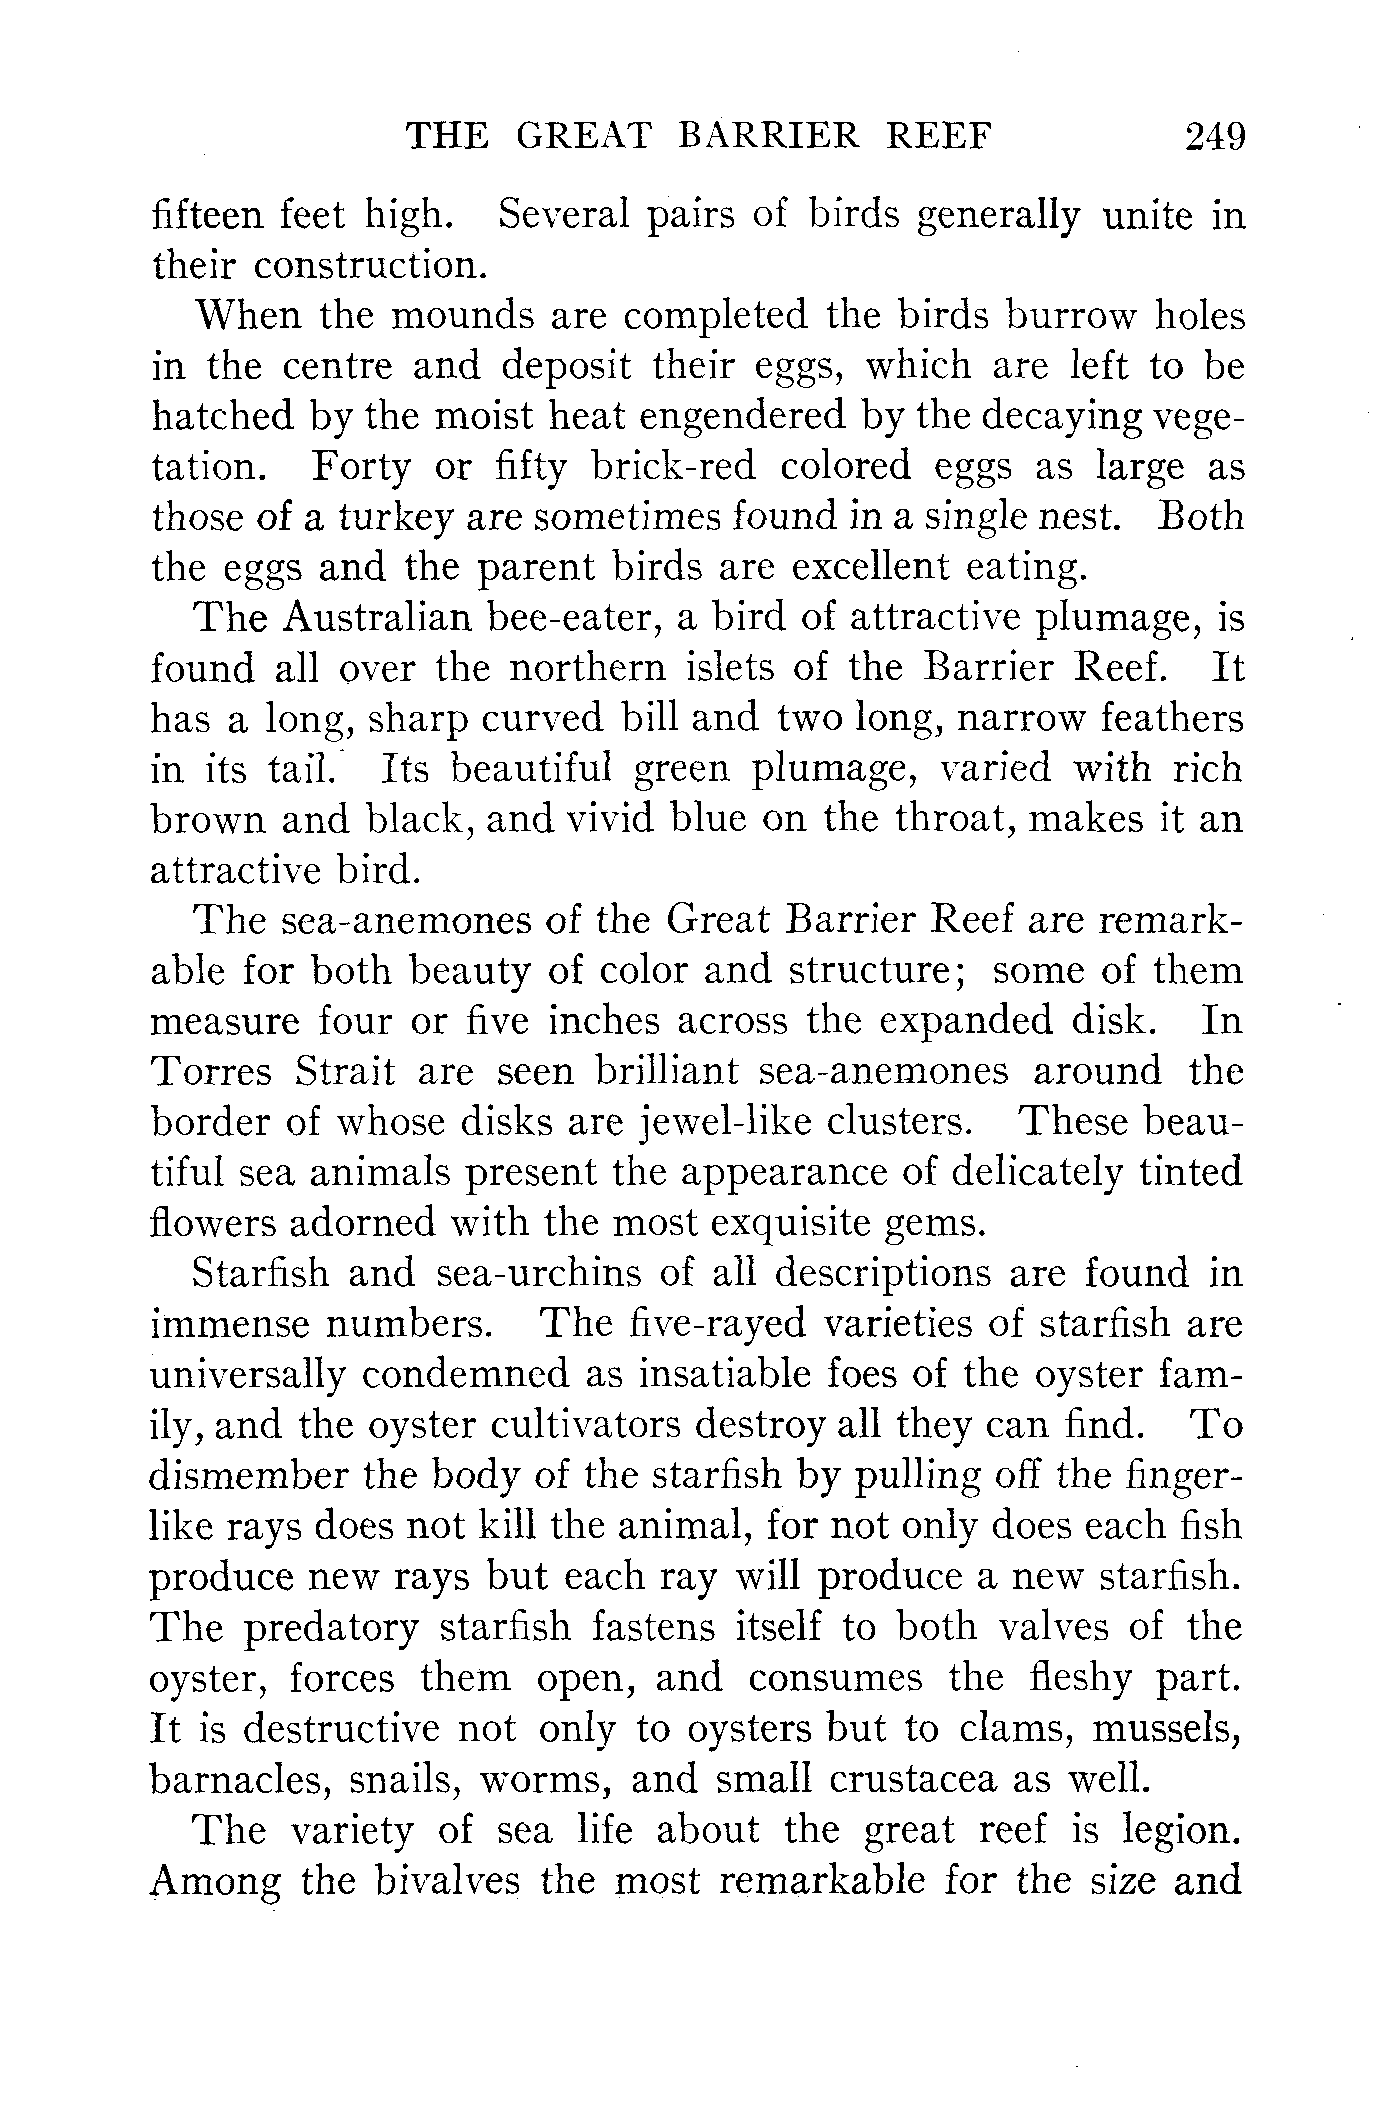 THE GREAT BARRIER REEF 249
fifteen feet high. Several pairs of birds generally unite in
their construction.
When the mounds are completed the birds burrow holes
in the centre and deposit their eggs, which are left to be
hatched by the moist heat engendered by the decaying vege-
tation. Forty or fifty brick-red colored eggs as large as
those of a turkey are sometimes found in a single nest. Both
the eggs and the parent birds are excellent eating.
The Australian bee-eater, a bird of attractive plumage, is
found all over the northern islets of the Barrier Reef. It
has a long, sharp curved bill and two long, narrow feathers
in its tail. Its beautiful green plumage, varied with rich
brown and black, and vivid blue on the throat, makes it an
attractive bird.
The sea-anemones of the Great Barrier Reef are remark-
able for both beauty of color and structure; some of them
measure four or five inches across the expanded disk. In
Torres Strait are seen brilliant sea-anemones around the
border of whose disks are jewel-like clusters. These beau-
tiful sea animals present the appearance of delicately tinted
flowers adorned with the most exquisite gems.
Starfish and sea-urchins of all descriptions are found in
immense numbers. The five-rayed varieties of starfish are
universally condemned as insatiable foes of the oyster fam-
ily, and the oyster cultivators destroy all they can find. To
dismember the body of the starfish by pulling off the finger-
like rays does not kill the animal, for not only does each fish
produce new rays but each ray will produce a new starfish.
The predatory starfish fastens itself to both valves of the
oyster, forces them open, and consumes the fleshy part.
It is destructive not only to oysters but to clams, mussels,
barnacles, snails, worms, and small crustacea as well.
The variety of sea life about the great reef is legion.
Among the bivalves the most remarkable for the size and